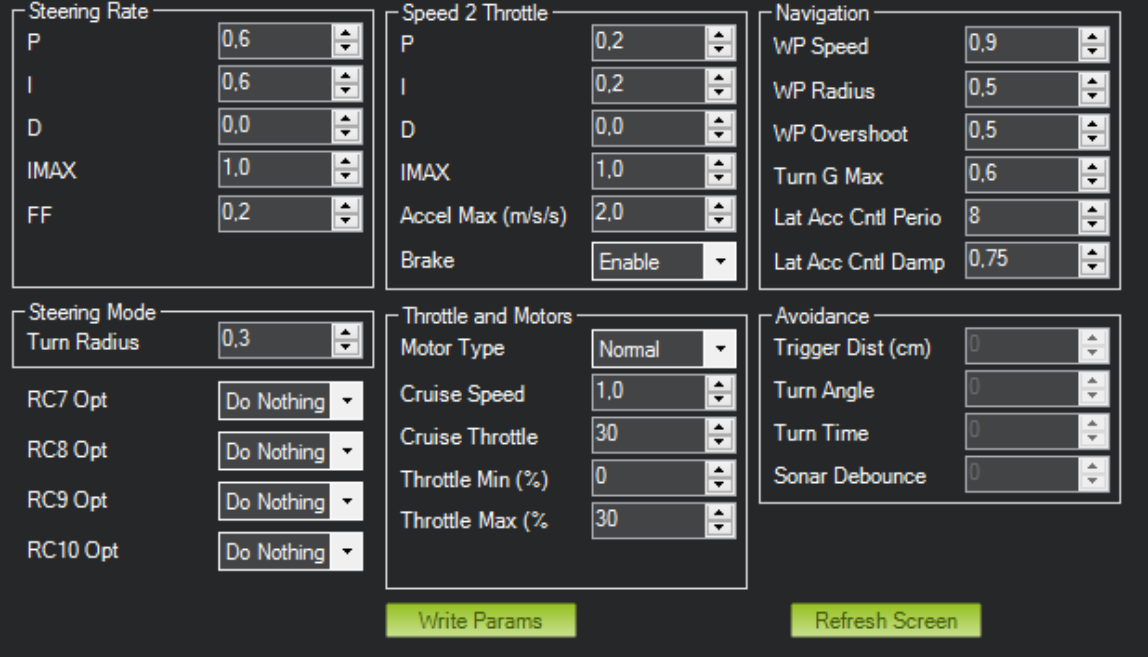 Steering Rate
P 0,6
I 0,6
D 0,0
IMAX 1,0
FF 0,2
Steering Mode
Turn Radius 0,3
RC7 Opt Do Nothing
RC8 Opt Do Nothing
RC9 Opt Do Nothing
RC10 Opt Do Nothing
Speed 2 Throttle
P 0,2
I 0,2
D 0,0
IMAX 1,0
Accel Max (m/s/s) 2,0
Brake Enable
Throttle and Motors
Motor Type Normal
Cruise Speed 1,0
Cruise Throttle 30
Throttle Min (%) 0
Throttle Max (% 30
Write Params
Navigation
WP Speed 0,9
WP Radius 0,5
WP Overshoot 0,5
Turn G Max 0,6
Lat Acc Cntl Perio 8
Lat Acc Cntl Damp 0,75
Avoidance
Trigger Dist (cm) 0
Turn Angle 0
Turn Time 0
Sonar Debounce 0
Refresh Screen